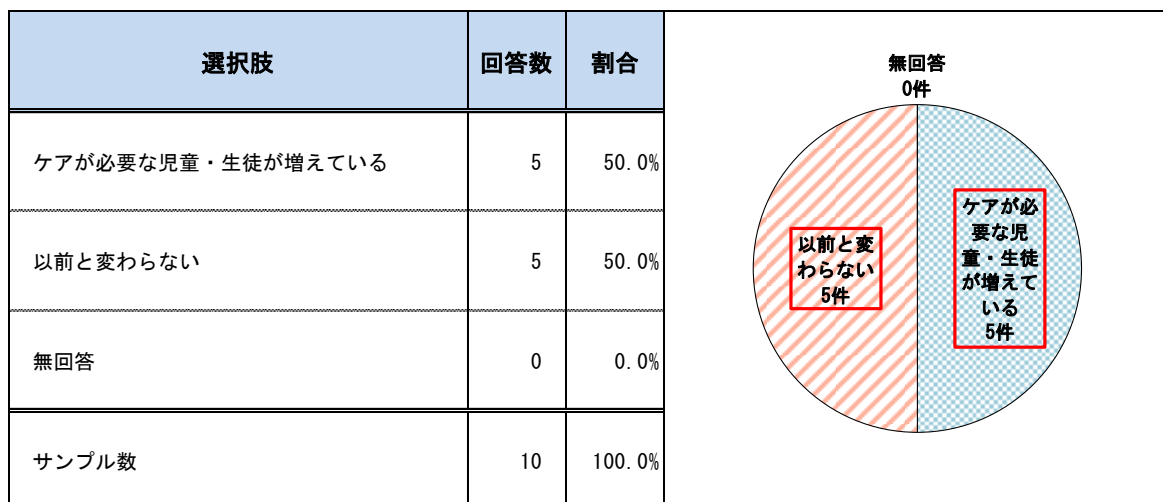 選択肢 回答数 割合
ケアが必要な児童・生徒が増えている 5 50.0%
以前と変わらない 5 50.0%
無回答 0 0.0%
サンプル数 10 100.0%
無回答
0件
ケアが必
要な児
童・生徒
が増えて
いる
5件
以前と変
わらない
5件